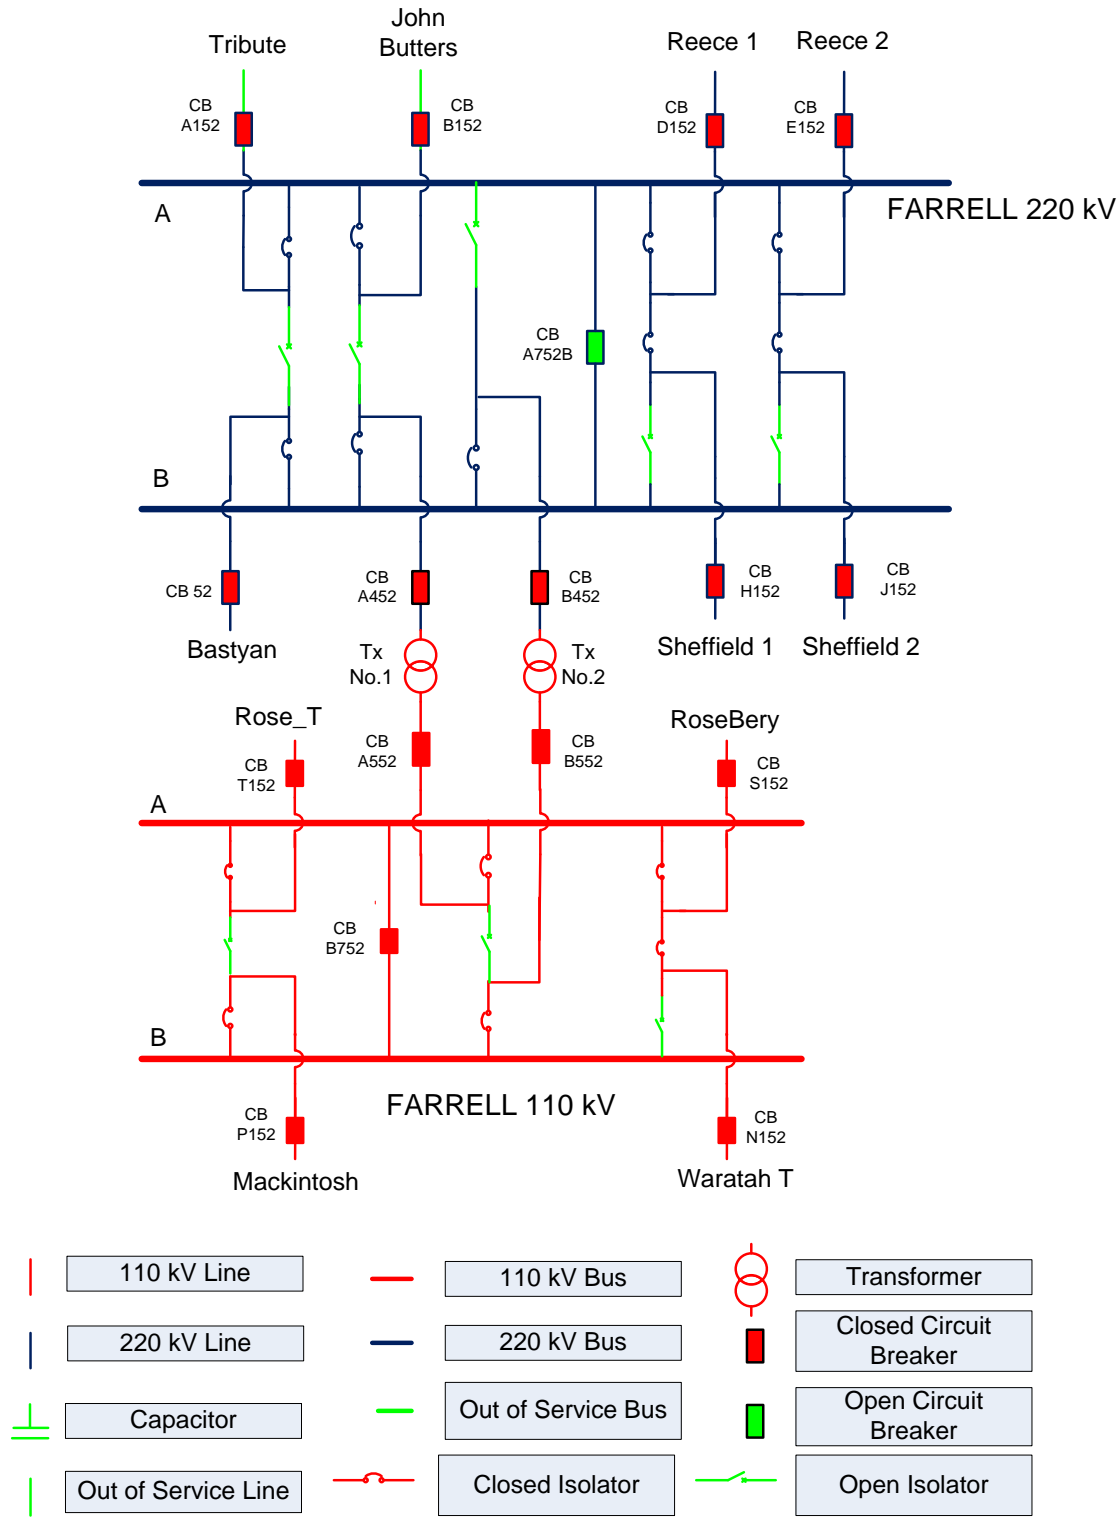 Tribute
John
Butters
Reece 1
Reece 2
CB
A152
CB
B152
CB
D152
CB
E152
A
FARRELL 220 kV
CB
A752B
B
CB 52
CB
A452
CB
B452
CB
H152
CB
J152
Bastyan
Tx
No.1
Tx
No.2
Sheffield 1
Sheffield 2
Rose_T
RoseBery
CB
T152
CB
A552
CB
B552
CB
S152
A
CB
B752
B
FARRELL 110 kV
CB
P152
CB
N152
Mackintosh
Waratah T
110 kV Line
110 kV Bus
Transformer
220 kV Line
220 kV Bus
Closed Circuit
Breaker
Capacitor
Out of Service Bus
Open Circuit
Breaker
Out of Service Line
Closed Isolator
Open Isolator